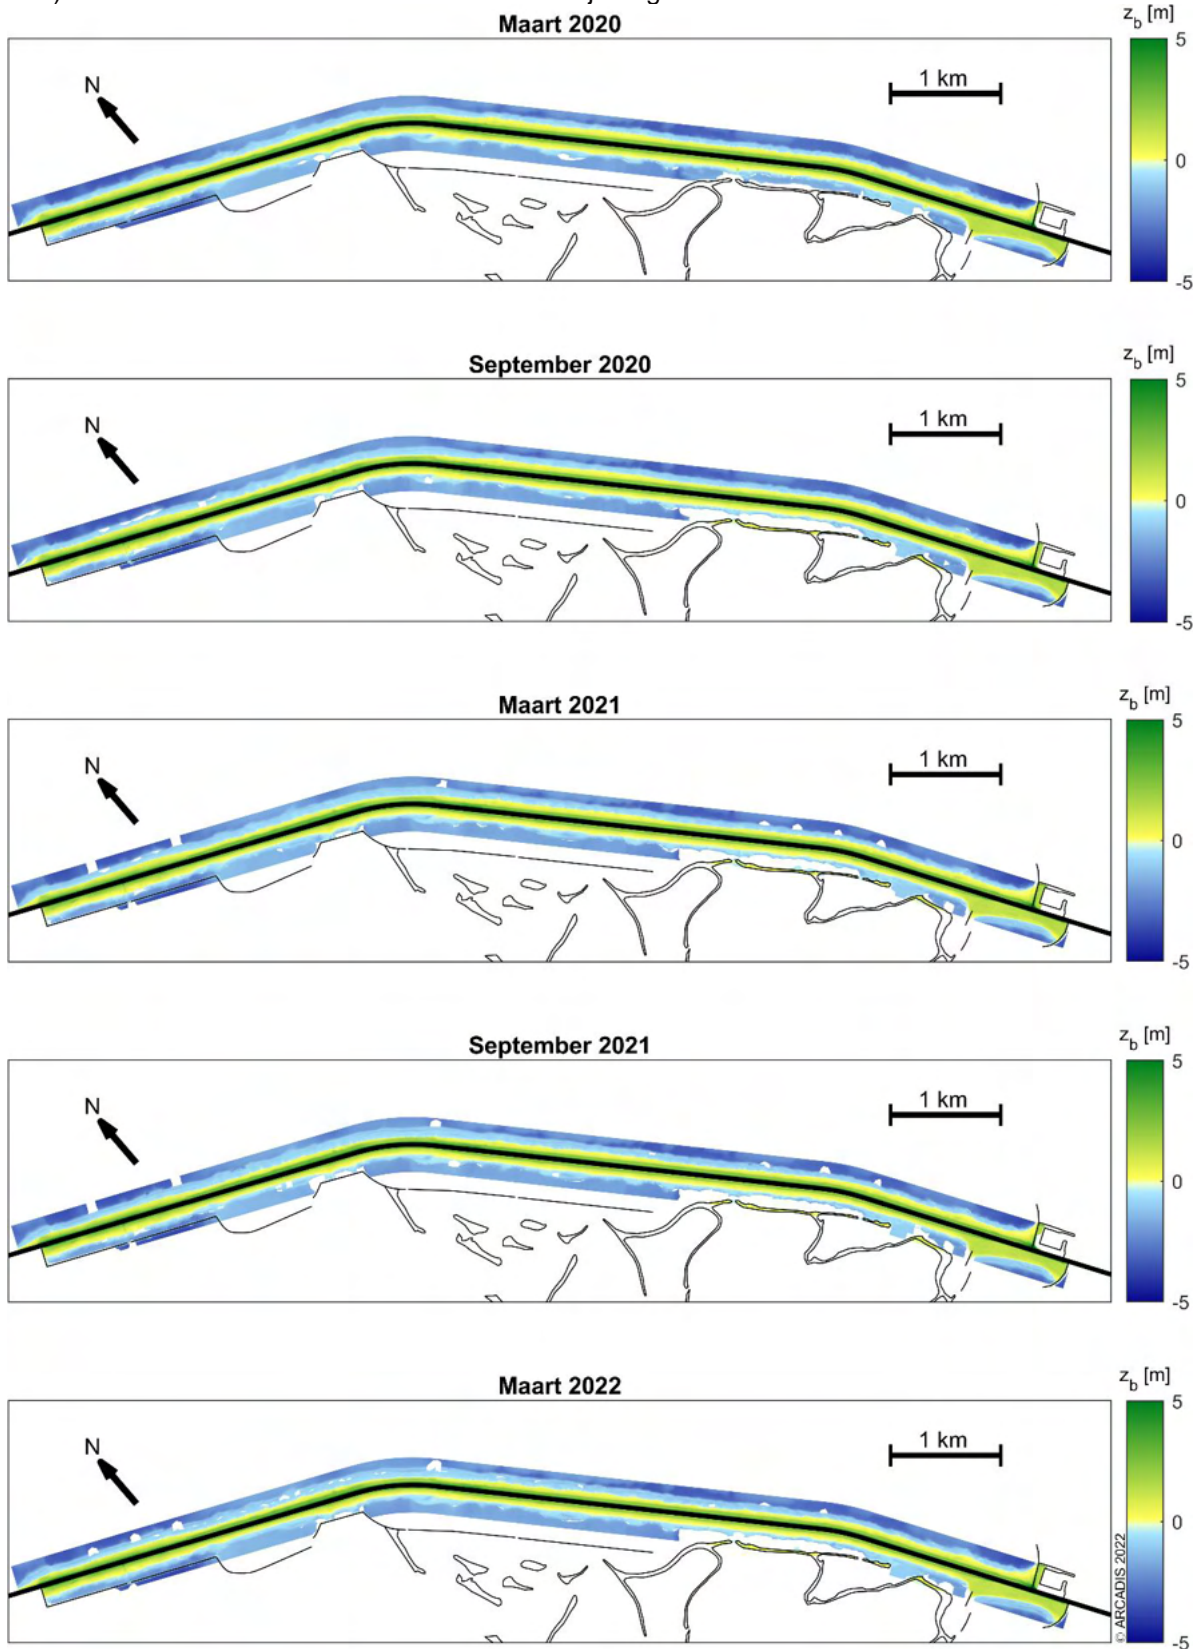 Maart 2020
z_b [m]
N
1 km
5
0
-5
September 2020
z_b [m]
N
1 km
5
0
-5
Maart 2021
z_b [m]
N
1 km
5
0
-5
September 2021
z_b [m]
N
1 km
5
0
-5
Maart 2022
z_b [m]
N
1 km
5
0
-5
© ARCADIS 2022